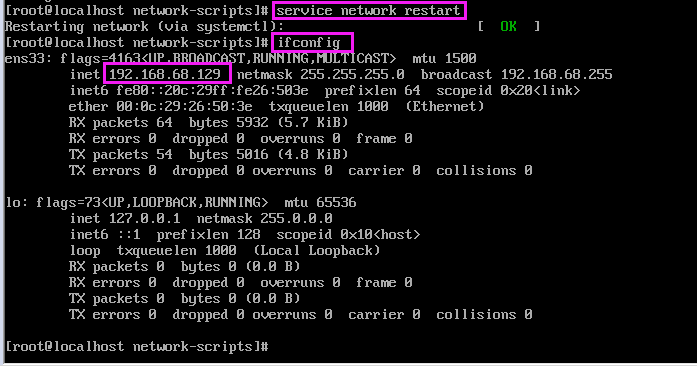 [root@localhost network-scripts]# service network restart
Restarting network (via systemctl):                        [  OK  ]
[root@localhost network-scripts]# ifconfig
ens33: flags=4163<UP,BROADCAST,RUNNING,MULTICAST>  mtu 1500
        inet 192.168.68.129  netmask 255.255.255.0  broadcast 192.168.68.255
        inet6 fe80::20c:29ff:fe26:503e  prefixlen 64  scopeid 0x20<link>
        ether 00:0c:29:26:50:3e  txqueuelen 1000  (Ethernet)
        RX packets 64  bytes 5932 (5.7 KiB)
        RX errors 0  dropped 0  overruns 0  frame 0
        TX packets 54  bytes 5016 (4.8 KiB)
        TX errors 0  dropped 0 overruns 0  carrier 0  collisions 0

lo: flags=73<UP,LOOPBACK,RUNNING>  mtu 65536
        inet 127.0.0.1  netmask 255.0.0.0
        inet6 ::1  prefixlen 128  scopeid 0x10<host>
        loop  txqueuelen 1000  (Local Loopback)
        RX packets 0  bytes 0 (0.0 B)
        RX errors 0  dropped 0  overruns 0  frame 0
        TX packets 0  bytes 0 (0.0 B)
        TX errors 0  dropped 0 overruns 0  carrier 0  collisions 0

[root@localhost network-scripts]#